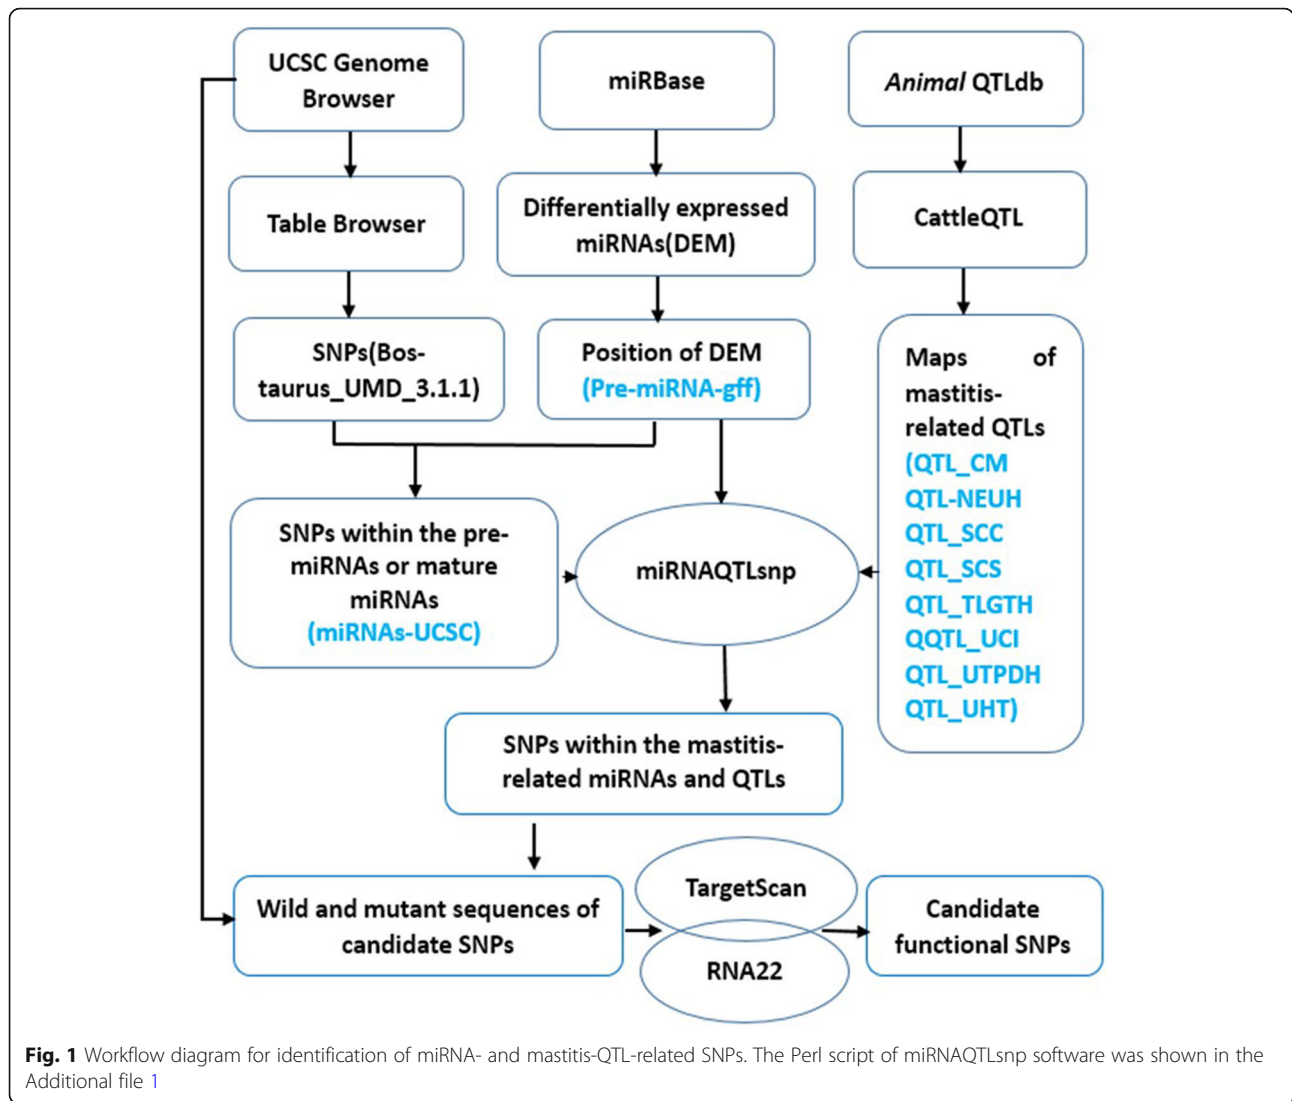 UCSC Genome
Browser
miRBase
Animal QTLdb
Table Browser
Differentially expressed
miRNAs(DEM)
CattleQTL
SNPs(Bos-
taurus_UMD_3.1.1)
Position of DEM
(Pre-miRNA-gff)
Maps of
mastitis-
related QTLs
(QTL_CM
QTL-NEUH
QTL_SCC
QTL_SCS
QTL_TLGTH
QQTL_UCI
QTL_UTPDH
QTL_UHT)
SNPs within the pre-
miRNAs or mature
miRNAs
(miRNAs-UCSC)
miRNAQTLsnp
SNPs within the mastitis-
related miRNAs and QTLs
Wild and mutant sequences of
candidate SNPs
TargetScan
RNA22
Candidate
functional SNPs
Fig. 1 Workflow diagram for identification of miRNA- and mastitis-QTL-related SNPs. The Perl script of miRNAQTLsnp software was shown in the
Additional file 1